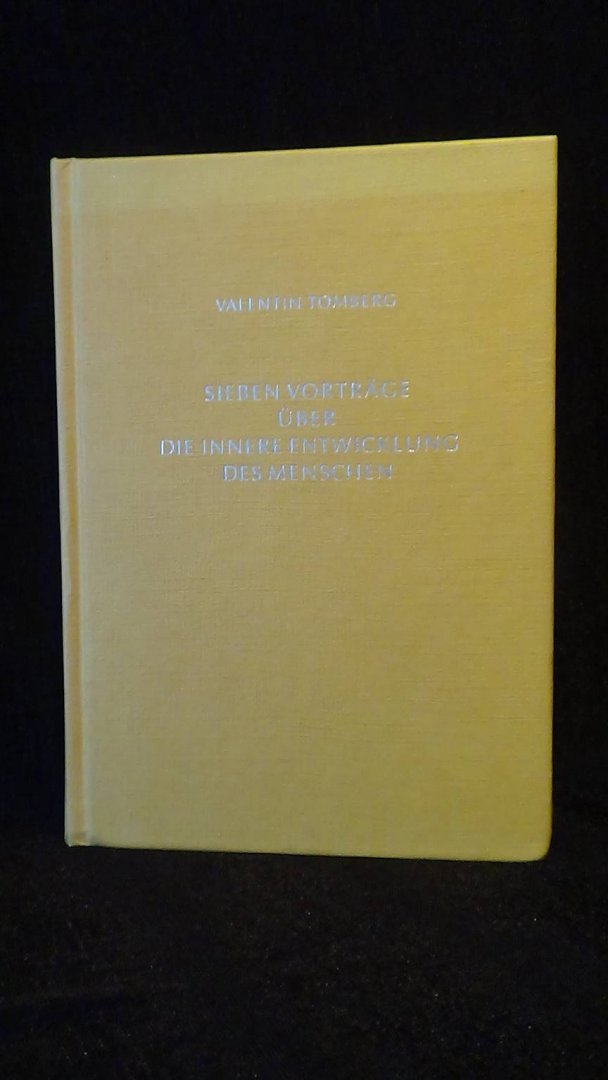 VALENTIN TOMBERG
SIEBEN VORTRÄGE
ÜBER
DIE INNERE ENTWICKLUNG
DES MENSCHEN